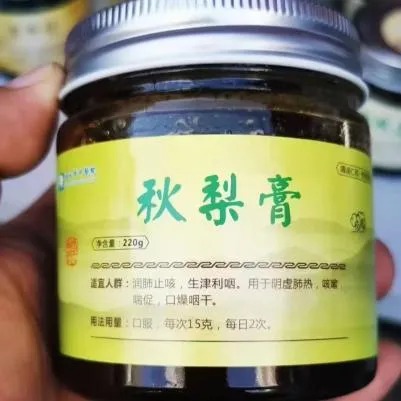 秋梨膏
净含量：220g
适宜人群：润肺止咳，生津利咽。用于阴虚肺热，咳嗽
喘促，口燥咽干。
用法用量：口服，每次15克，每日2次。